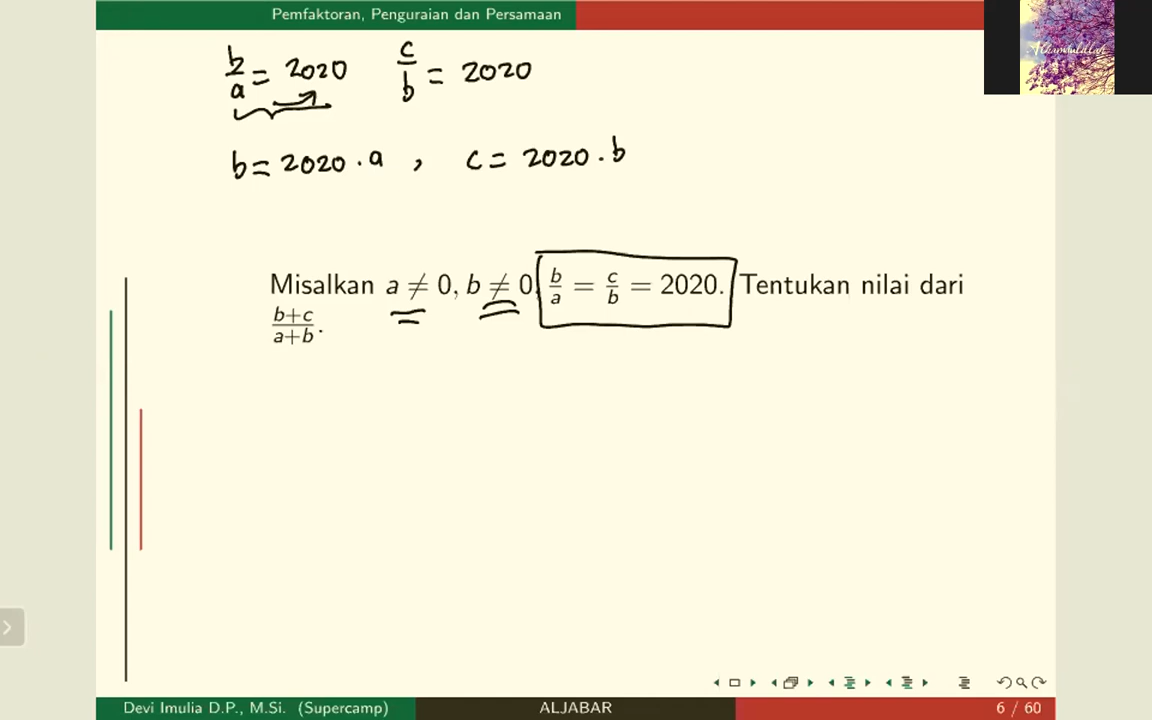 Pemfaktoran, Penguraian dan Persamaan
b/a = 2020 c/b = 2020
b = 2020 . a , c = 2020 . b
Misalkan a ≠ 0, b ≠ 0 b/a = c/b = 2020. Tentukan nilai dari
b+c/a+b.
Devi Imulia D.P., M.Si. (Supercamp) ALJABAR 6 / 60